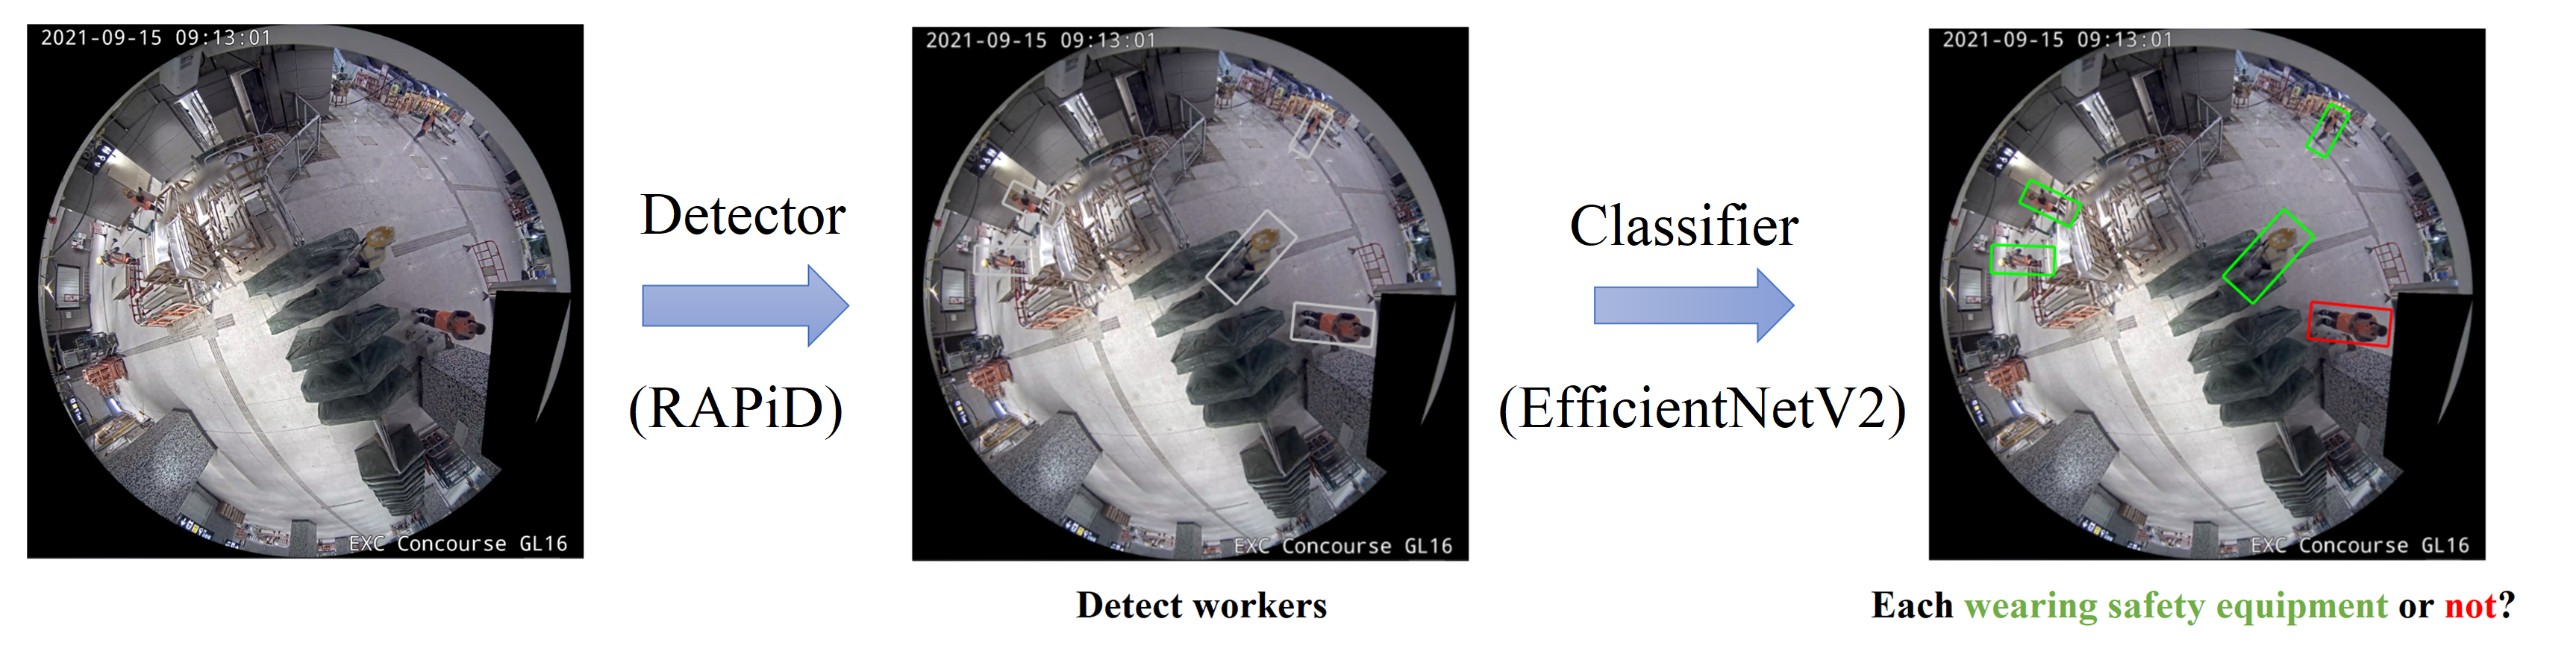 2021-09-15 09:13:01
EXC Concourse GL16
Detector
(RAPiD)
2021-09-15 09:13:01
EXC Concourse GL16
Detect workers
Classifier
(EfficientNetV2)
2021-09-15 09:13:01
EXC Concourse GL16
Each wearing safety equipment or not?